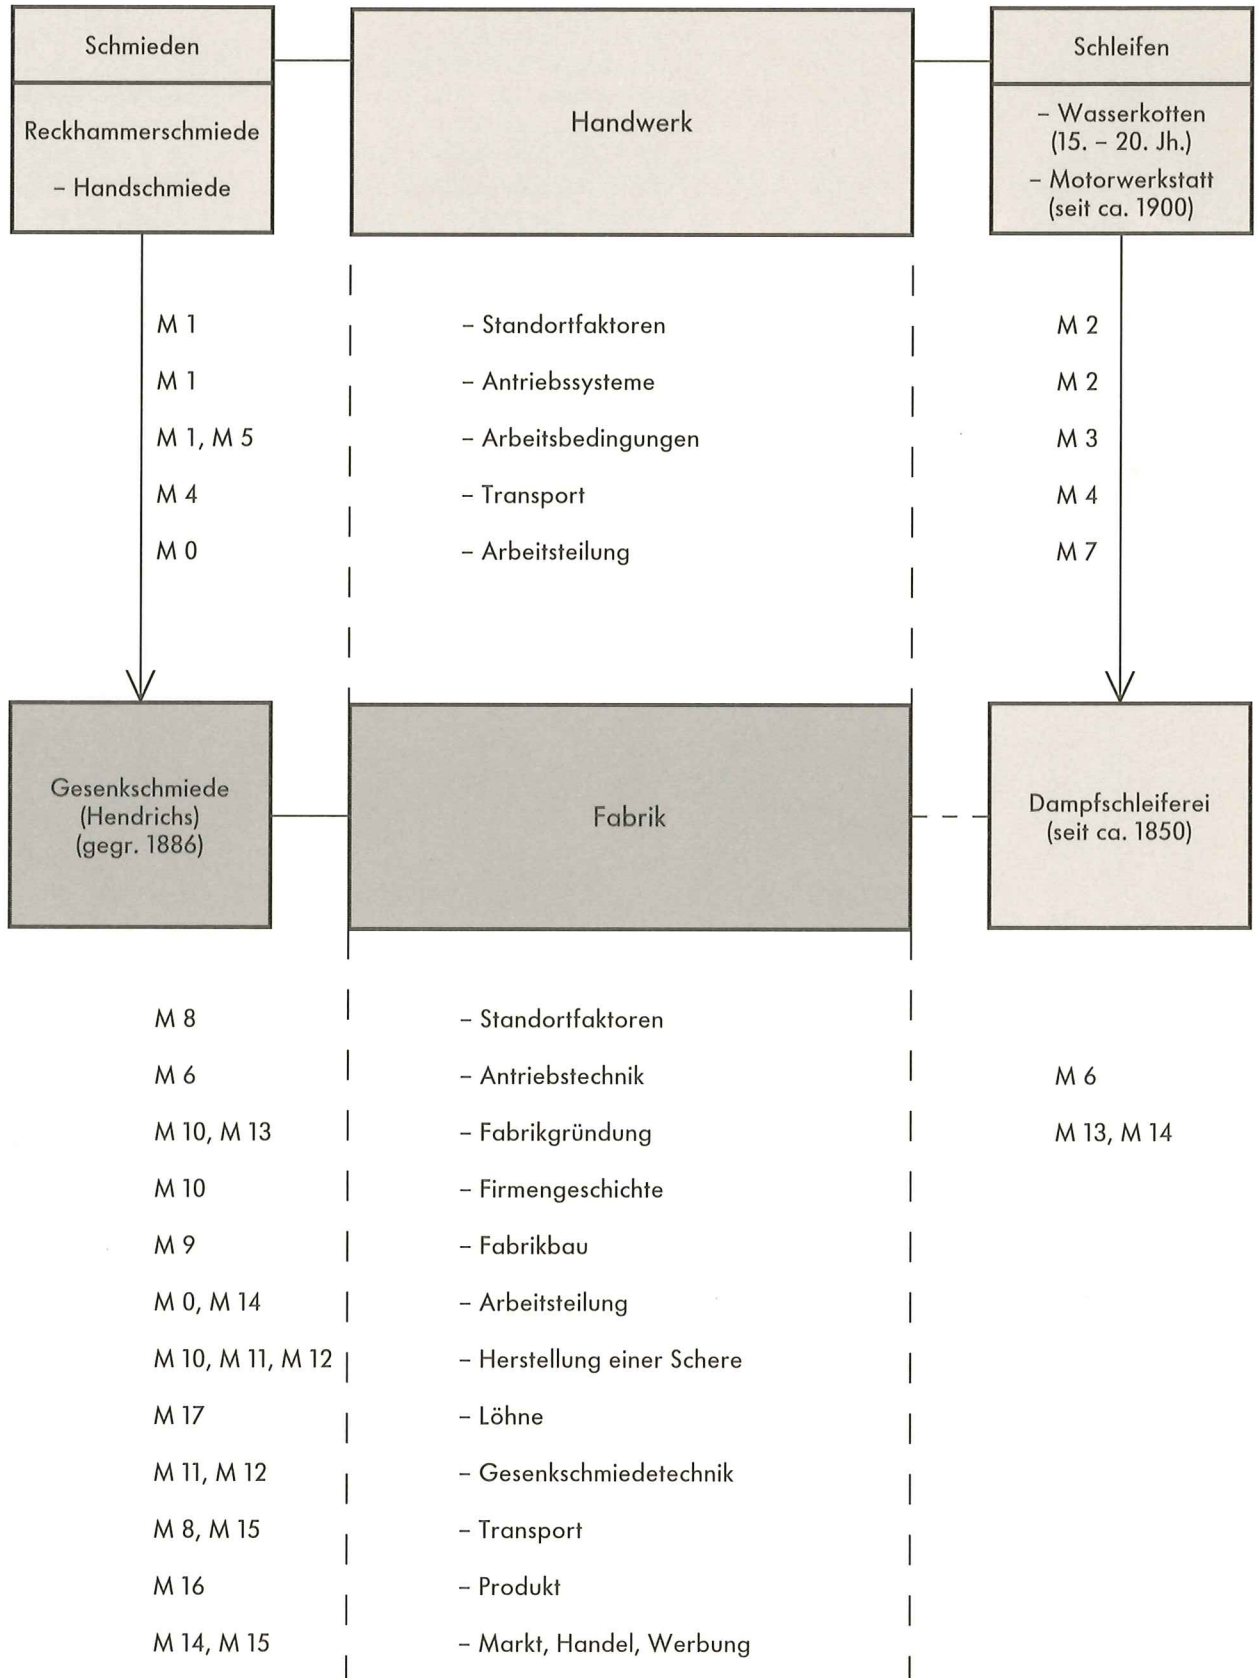 Schmieden
Reckhammerschmiede
– Handschmiede
Handwerk
Schleifen
– Wasserkotten
(15. – 20. Jh.)
– Motorwerkstatt
(seit ca. 1900)
M 1 – Standortfaktoren M 2
M 1 – Antriebssysteme M 2
M 1, M 5 – Arbeitsbedingungen M 3
M 4 – Transport M 4
M 0 – Arbeitsteilung M 7
Gesenkschmiede
(Hendrichs)
(gegr. 1886)
Fabrik
Dampfschleiferei
(seit ca. 1850)
M 8 – Standortfaktoren
M 6 – Antriebstechnik M 6
M 10, M 13 – Fabrikgründung M 13, M 14
M 10 – Firmengeschichte
M 9 – Fabrikbau
M 0, M 14 – Arbeitsteilung
M 10, M 11, M 12 – Herstellung einer Schere
M 17 – Löhne
M 11, M 12 – Gesenkschmiedetechnik
M 8, M 15 – Transport
M 16 – Produkt
M 14, M 15 – Markt, Handel, Werbung